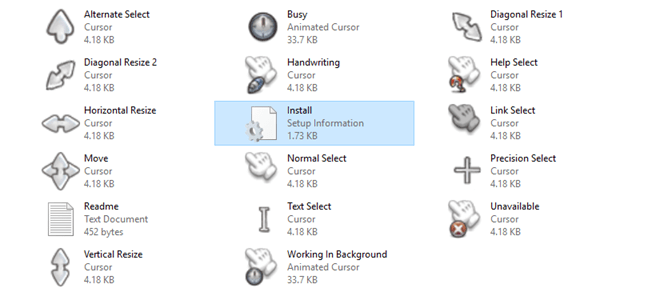 Alternate Select
Cursor
4.18 KB
Busy
Animated Cursor
33.7 KB
Diagonal Resize 1
Cursor
4.18 KB
Diagonal Resize 2
Cursor
4.18 KB
Handwriting
Cursor
4.18 KB
Help Select
Cursor
4.18 KB
Horizontal Resize
Cursor
4.18 KB
Install
Setup Information
1.73 KB
Link Select
Cursor
4.18 KB
Move
Cursor
4.18 KB
Normal Select
Cursor
4.18 KB
Precision Select
Cursor
4.18 KB
Readme
Text Document
452 bytes
Text Select
Cursor
4.18 KB
Unavailable
Cursor
4.18 KB
Vertical Resize
Cursor
4.18 KB
Working In Background
Animated Cursor
33.7 KB